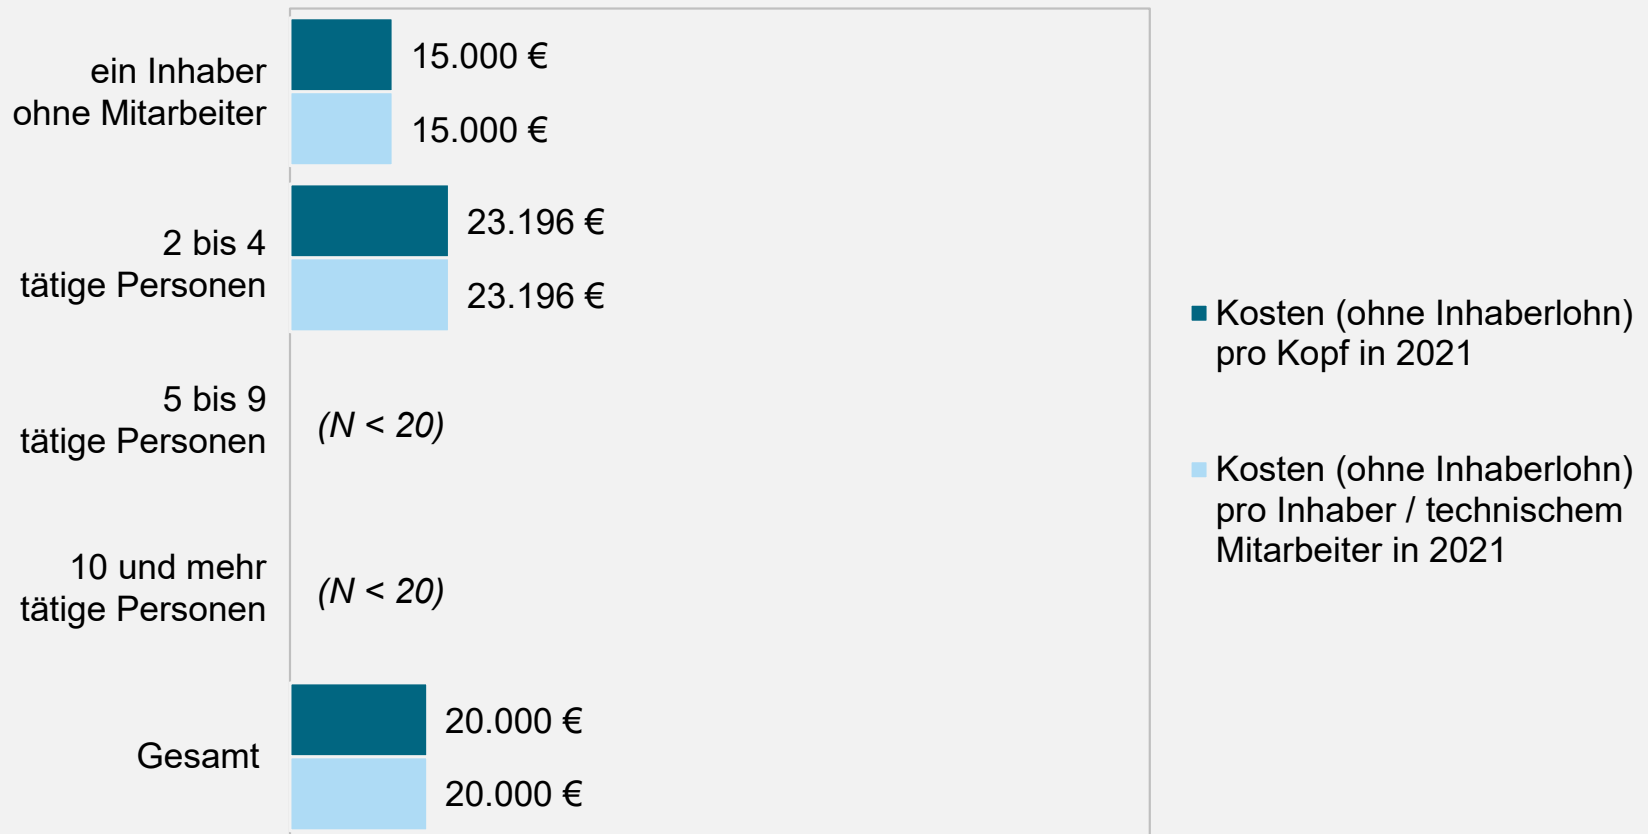 ein Inhaber
ohne Mitarbeiter
15.000 €
15.000 €
2 bis 4
tätige Personen
23.196 €
23.196 €
5 bis 9
tätige Personen
(N < 20)
10 und mehr
tätige Personen
(N < 20)
Gesamt
20.000 €
20.000 €
Kosten (ohne Inhaberlohn)
pro Kopf in 2021
Kosten (ohne Inhaberlohn)
pro Inhaber / technischem
Mitarbeiter in 2021